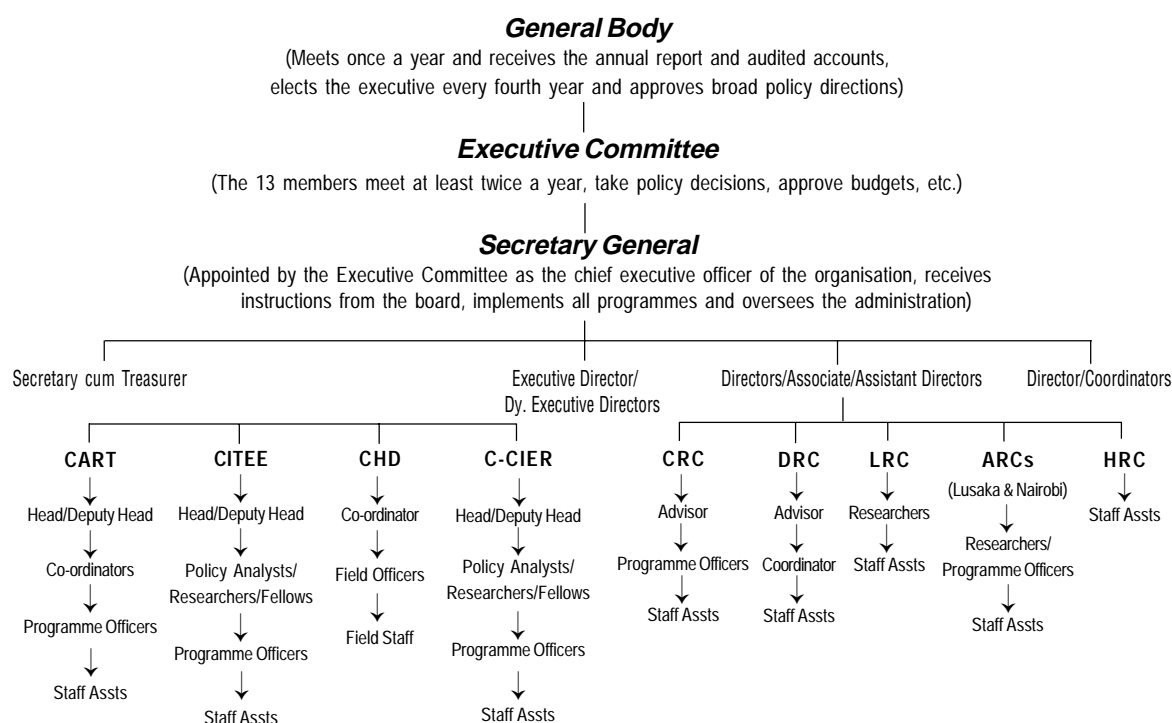 General Body
(Meets once a year and receives the annual report and audited accounts,
elects the executive every fourth year and approves broad policy directions)
Executive Committee
(The 13 members meet at least twice a year, take policy decisions, approve budgets, etc.)
Secretary General
(Appointed by the Executive Committee as the chief executive officer of the organisation, receives
instructions from the board, implements all programmes and oversees the administration)
Secretary cum Treasurer
Executive Director/
Dy. Executive Directors
Directors/Associate/Assistant Directors
Director/Coordinators
CART
Head/Deputy Head
Co-ordinators
Programme Officers
Staff Assts
CITEE
Head/Deputy Head
Policy Analysts/
Researchers/Fellows
Programme Officers
Staff Assts
CHD
Co-ordinator
Field Officers
Field Staff
C-CIER
Head/Deputy Head
Policy Analysts/
Researchers/Fellows
Programme Officers
Staff Assts
CRC
Advisor
Programme Officers
Staff Assts
DRC
Advisor
Coordinator
Staff Assts
LRC
Researchers
Staff Assts
ARCs
(Lusaka & Nairobi)
Researchers/
Programme Officers
Staff Assts
HRC
Staff Assts